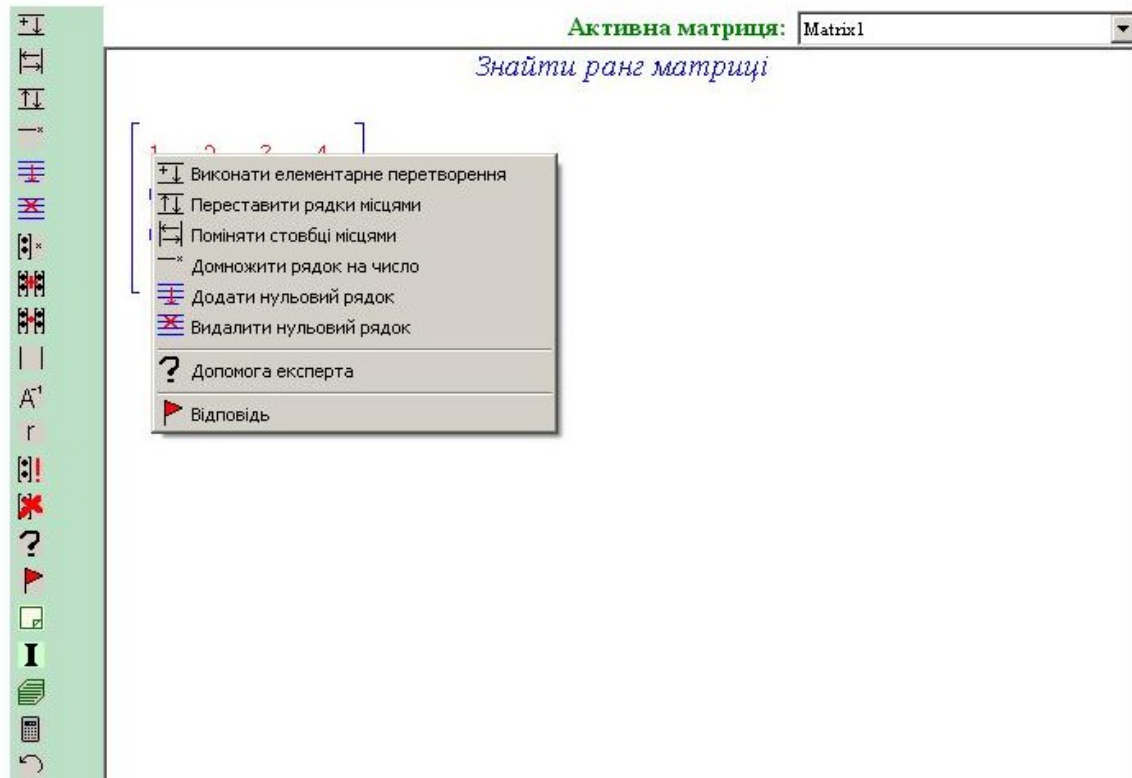 Активна матриця: Matrix1
Знайти ранг матриці
Виконати елементарне перетворення
Переставити рядки місцями
Поміняти стовбці місцями
Домножити рядок на число
Додати нульовий рядок
Видалити нульовий рядок
Допомога експерта
Відповідь
A⁻¹
r
I